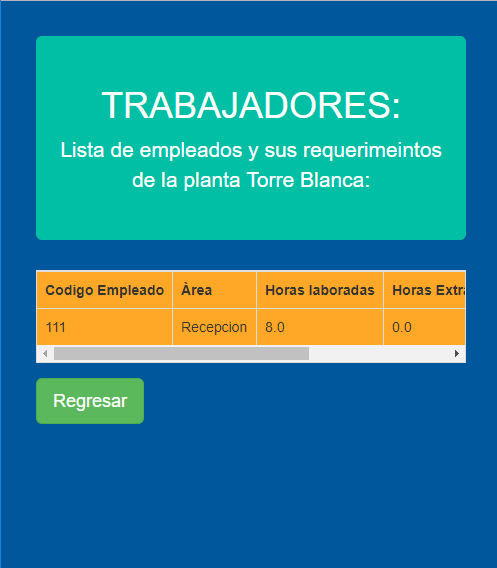 TRABAJADORES:
Lista de empleados y sus requerimeintos
de la planta Torre Blanca:
Codigo Empleado Àrea Horas laboradas Horas Extra
111 Recepcion 8.0 0.0
Regresar